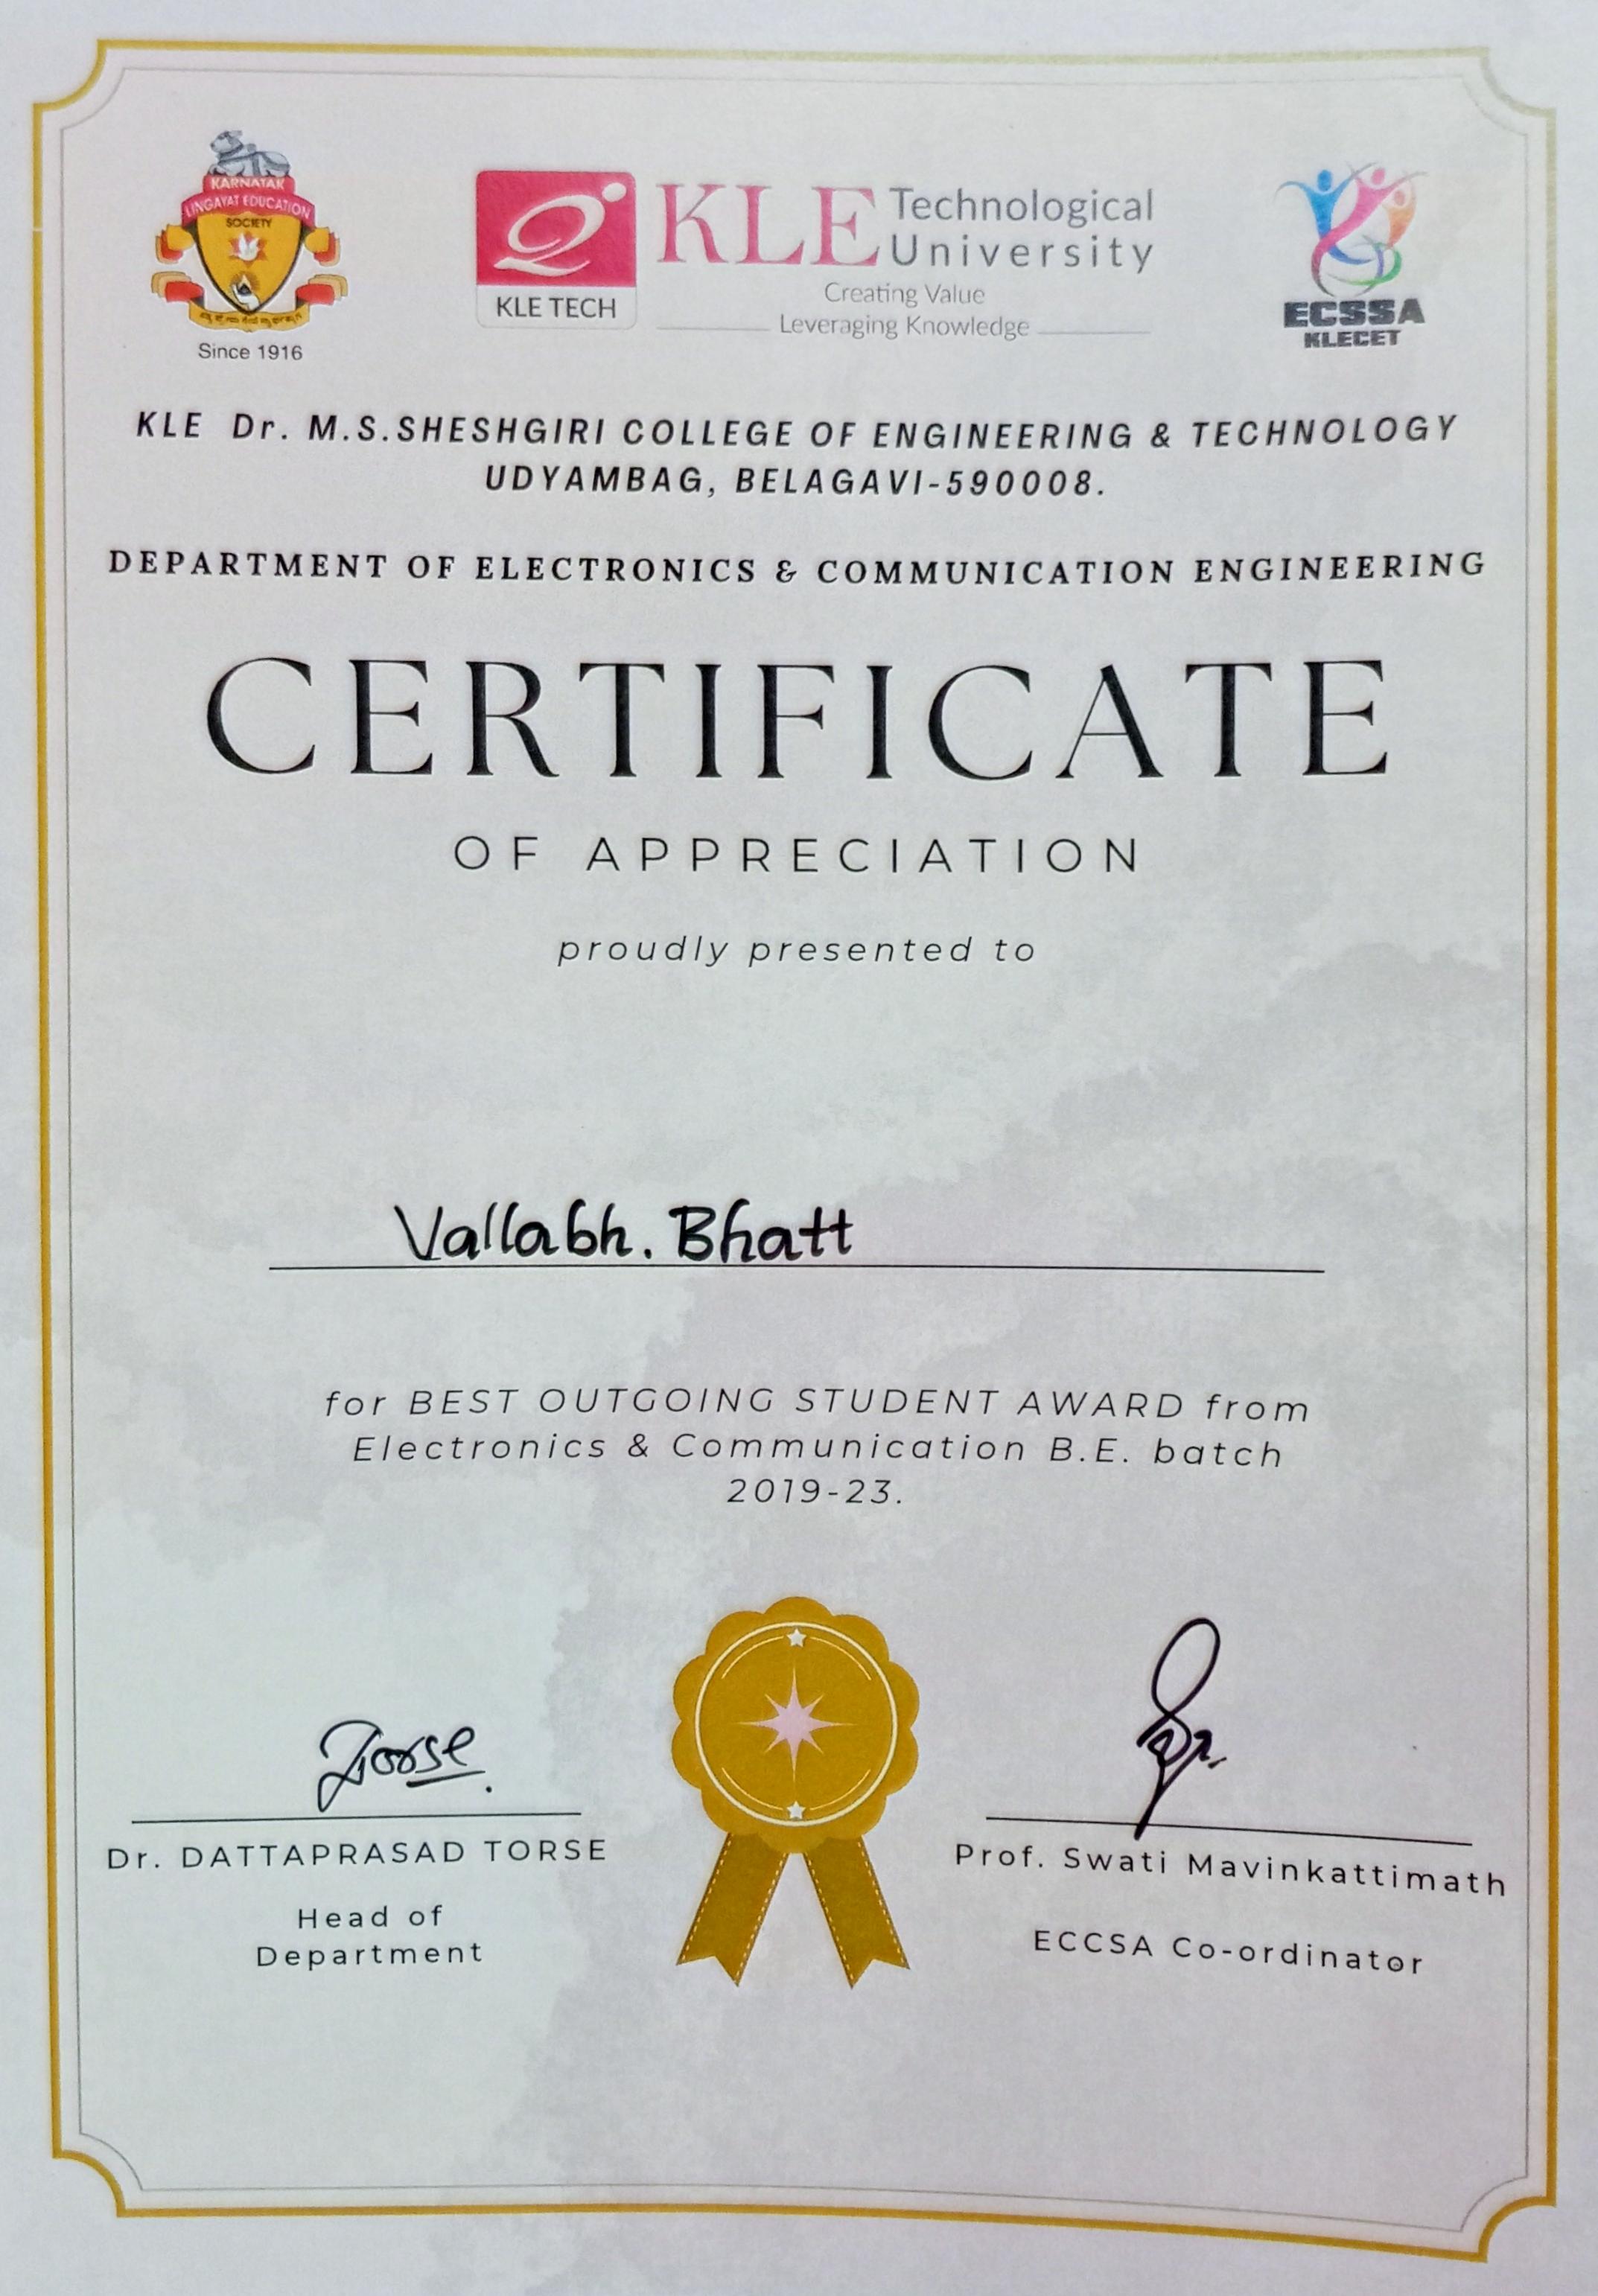 KARNATAK
LINGAYAT EDUCATION
SOCIETY
Since 1916
KLE TECH
KLE Technological
University
Creating Value
Leveraging Knowledge
ECSSA
KLECET
KLE Dr. M.S.SHESHGIRI COLLEGE OF ENGINEERING & TECHNOLOGY
UDYAMBAG, BELAGAVI-590008.
DEPARTMENT OF ELECTRONICS & COMMUNICATION ENGINEERING
CERTIFICATE
OF APPRECIATION
proudly presented to
Vallabh. Bhatt
for BEST OUTGOING STUDENT AWARD from
Electronics & Communication B.E. batch
2019-23.
Torse
Dr. DATTAPRASAD TORSE
Head of
Department
Prof. Swati Mavinkattimath
ECCSA Co-ordinator